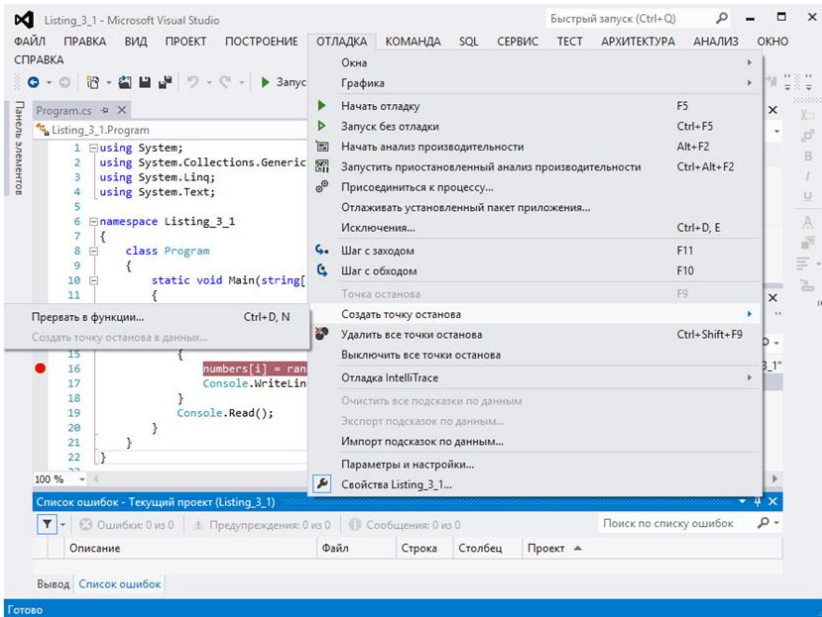 Listing_3_1 - Microsoft Visual Studio
Быстрый запуск (Ctrl+Q)
ФАЙЛ ПРАВКА ВИД ПРОЕКТ ПОСТРОЕНИЕ ОТЛАДКА КОМАНДА SQL СЕРВИС ТЕСТ АРХИТЕКТУРА АНАЛИЗ ОКНО
СПРАВКА
Запус
Панель элементов
Program.cs
Listing_3_1.Program
1 using System;
2 using System.Collections.Generic
3 using System.Linq;
4 using System.Text;
5
6 namespace Listing_3_1
7 {
8 class Program
9 {
10 static void Main(string[
11 {
15 {
16 numbers[i] = ran
17 Console.WriteLin
18 }
19 Console.Read();
20 }
21 }
22 }
100 %
Окна
Графика
Начать отладку F5
Запуск без отладки Ctrl+F5
Начать анализ производительности Alt+F2
Запустить приостановленный анализ производительности Ctrl+Alt+F2
Присоединиться к процессу...
Отлаживать установленный пакет приложения...
Исключения... Ctrl+D, E
Шаг с заходом F11
Шаг с обходом F10
Точка останова F9
Создать точку останова
Прервать в функции... Ctrl+D, N
Создать точку останова в данных...
Удалить все точки останова Ctrl+Shift+F9
Выключить все точки останова
Отладка IntelliTrace
Очистить все подсказки по данным
Экспорт подсказок по данным...
Импорт подсказок по данным...
Параметры и настройки...
Свойства Listing_3_1...
3_1"
B
I
U
A
Список ошибок - Текущий проект (Listing_3_1)
Ошибки: 0 из 0 Предупреждения: 0 из 0 Сообщения: 0 из 0 Поиск по списку ошибок
Описание Файл Строка Столбец Проект
Вывод Список ошибок
Готово